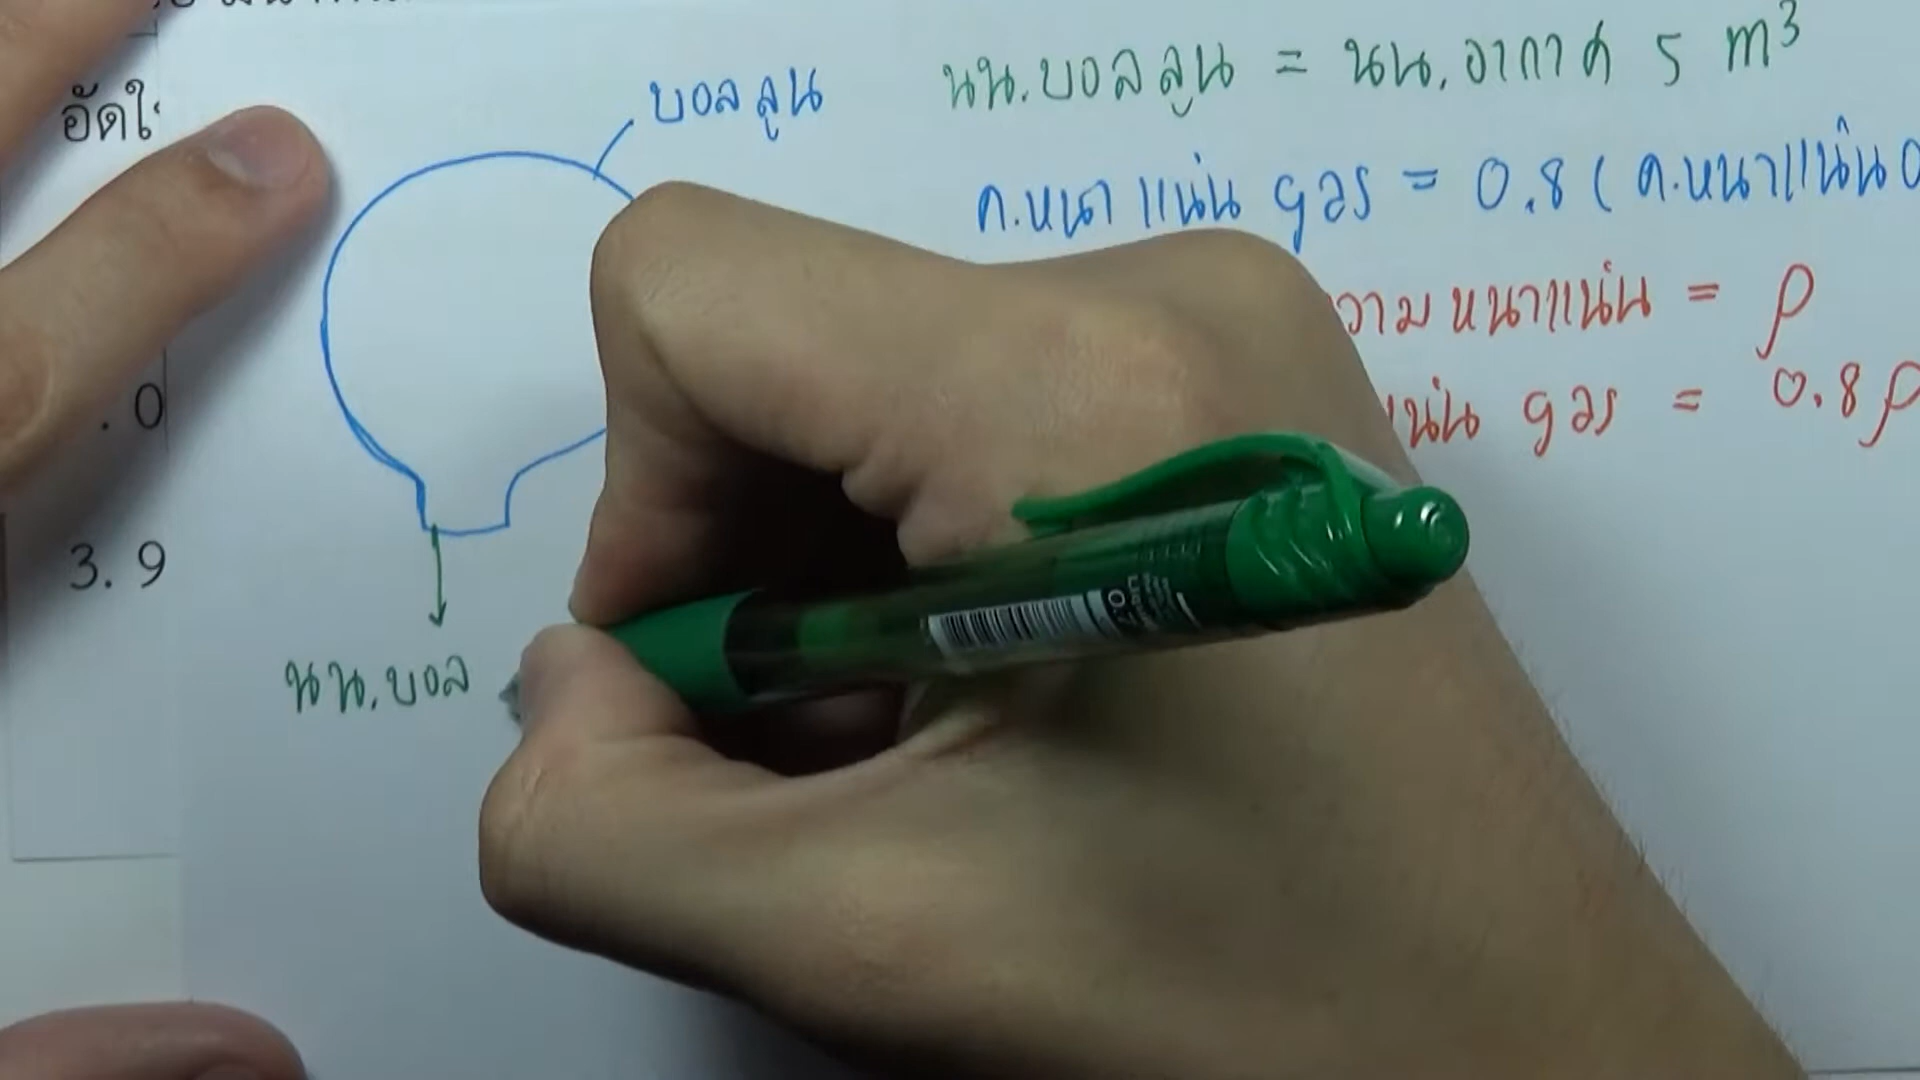 อัดใ
. 0
3. 9
บอลลูน
นน.บอล
นน.บอลลูน = นน.อากาศ 5 m³
ค.หนาแน่น gas = 0.8 ( ค.หนาแน่น
วามหนาแน่น = ρ
แน่น gas = 0.8 ρ